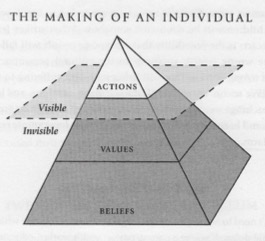 THE MAKING OF AN INDIVIDUAL
ACTIONS
Visible
Invisible
VALUES
BELIEFS